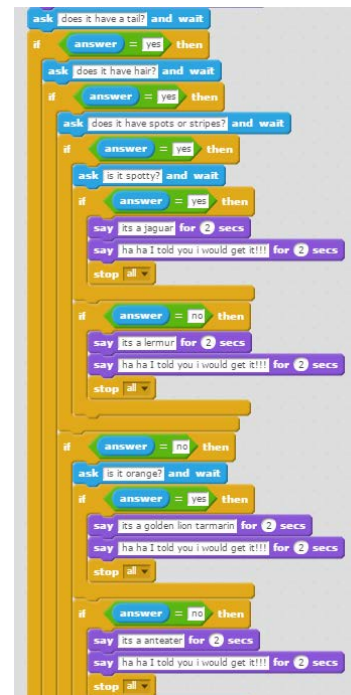 ask does it have a tail? and wait
if answer = yes then
ask does it have hair? and wait
if answer = yes then
ask does it have spots or stripes? and wait
if answer = yes then
ask is it spotty? and wait
if answer = yes then
say its a jaguar for 2 secs
say ha ha I told you i would get it!!! for 2 secs
stop all
if answer = no then
say its a lermur for 2 secs
say ha ha I told you i would get it!!! for 2 secs
stop all
if answer = no then
ask is it orange? and wait
if answer = yes then
say its a golden lion tarmarin for 2 secs
say ha ha I told you i would get it!!! for 2 secs
stop all
if answer = no then
say its a anteater for 2 secs
say ha ha I told you i would get it!!! for 2 secs
stop all